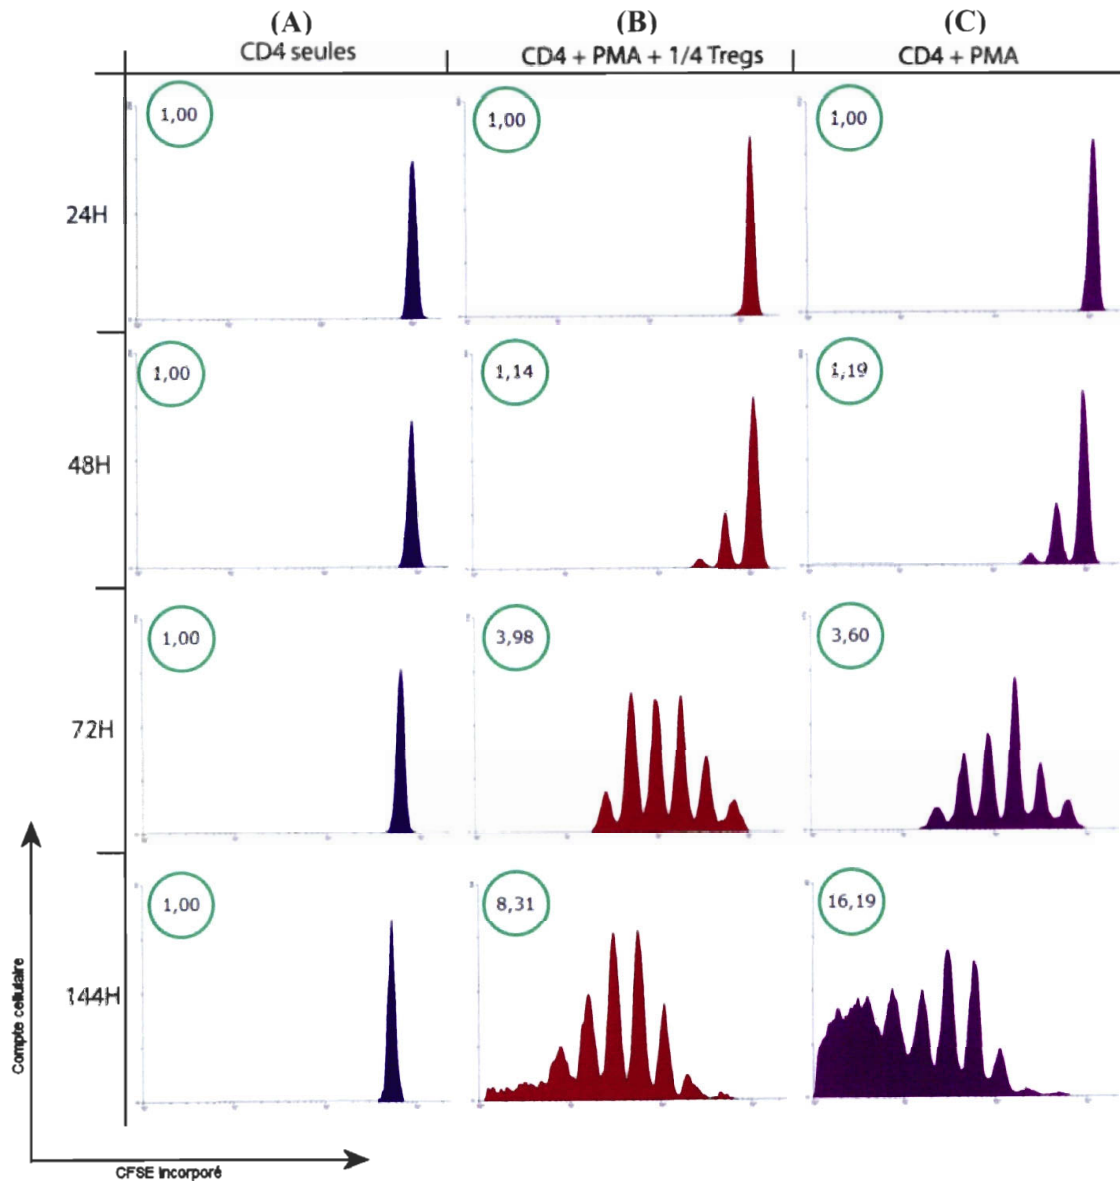 (A) (B) (C)
CD4 seules CD4 + PMA + 1/4 Tregs CD4 + PMA
24H
1,00 1,00 1,00
48H
1,00 1,14 1,19
72H
1,00 3,98 3,60
144H
1,00 8,31 16,19
Compte cellulaire
CFSE incorporé